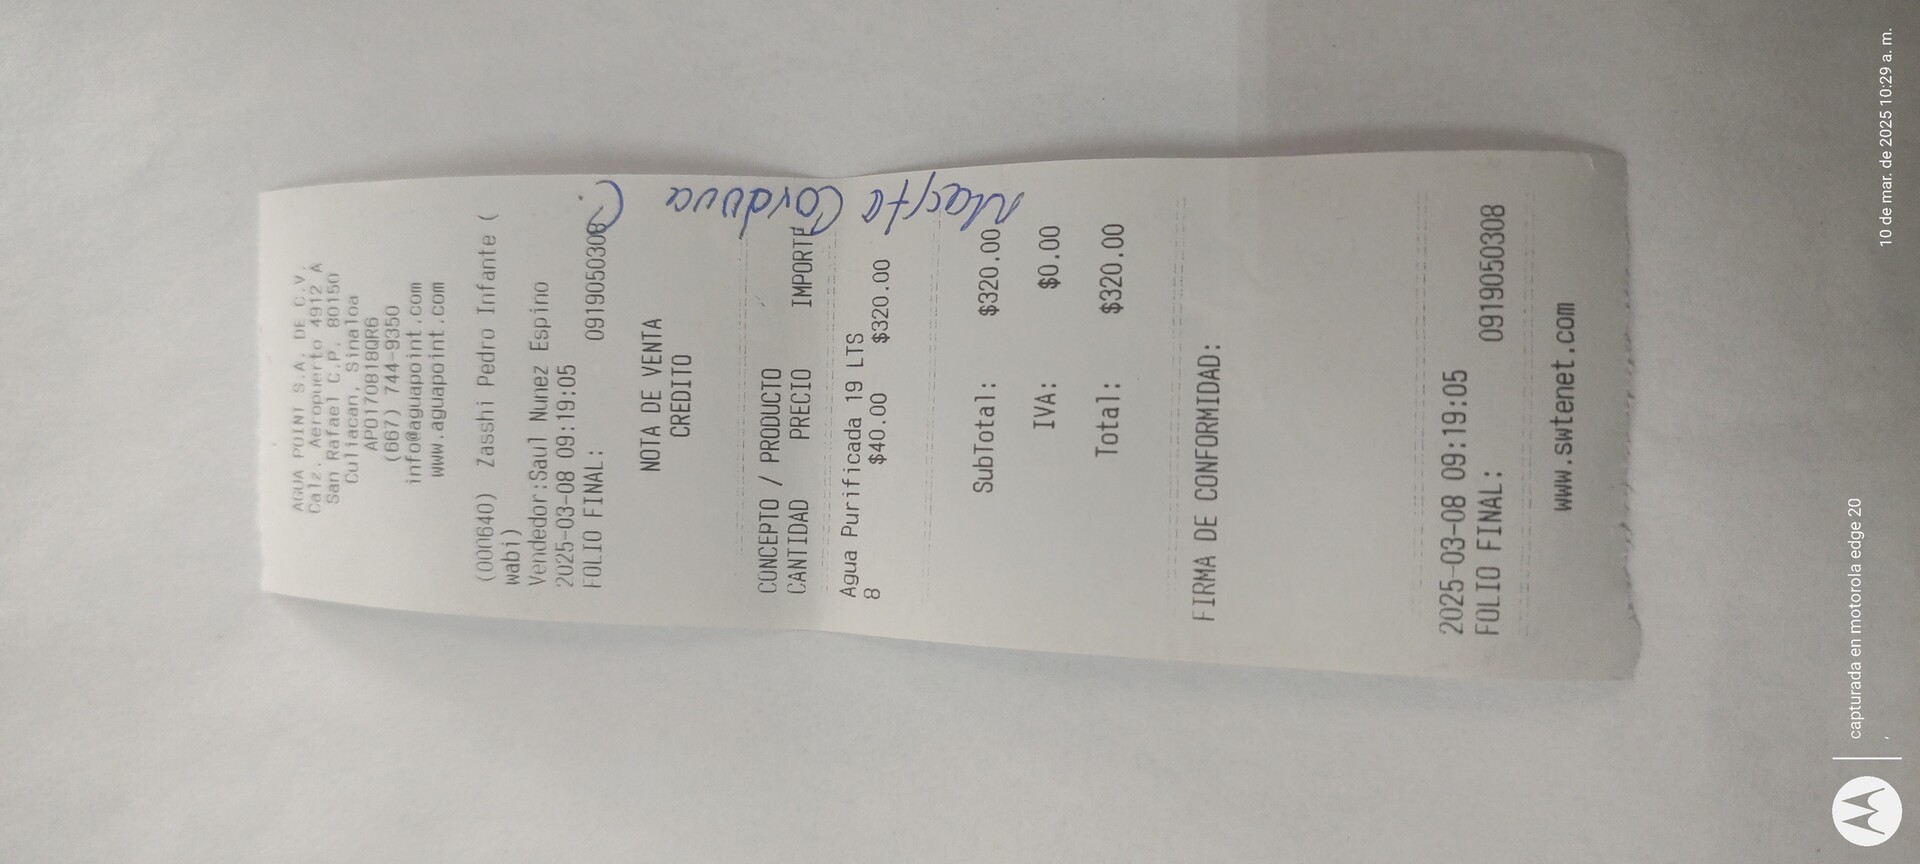 AGUA POINT S.A. DE C.V.
Calz. Aeropuerto 4912 A
San Rafael C.P. 80150
Culiacan, Sinaloa
APO170818QR6
(667) 744-9350
info@aguapoint.com
www.aguapoint.com
(000640) Zasshi Pedro Infante (
wabi)
Vendedor:Saul Nunez Espino
2025-03-08 09:19:05
FOLIO FINAL: 0919050308
NOTA DE VENTA
CREDITO
CONCEPTO / PRODUCTO
CANTIDAD PRECIO IMPORTE
Agua Purificada 19 LTS
8 $40.00 $320.00
SubTotal: $320.00
IVA: $0.00
Total: $320.00
FIRMA DE CONFORMIDAD:
2025-03-08 09:19:05
FOLIO FINAL: 0919050308
www.swtenet.com
Cordova C.
capturada en motorola edge 20
10 de mar. de 2025 10:29 a. m.